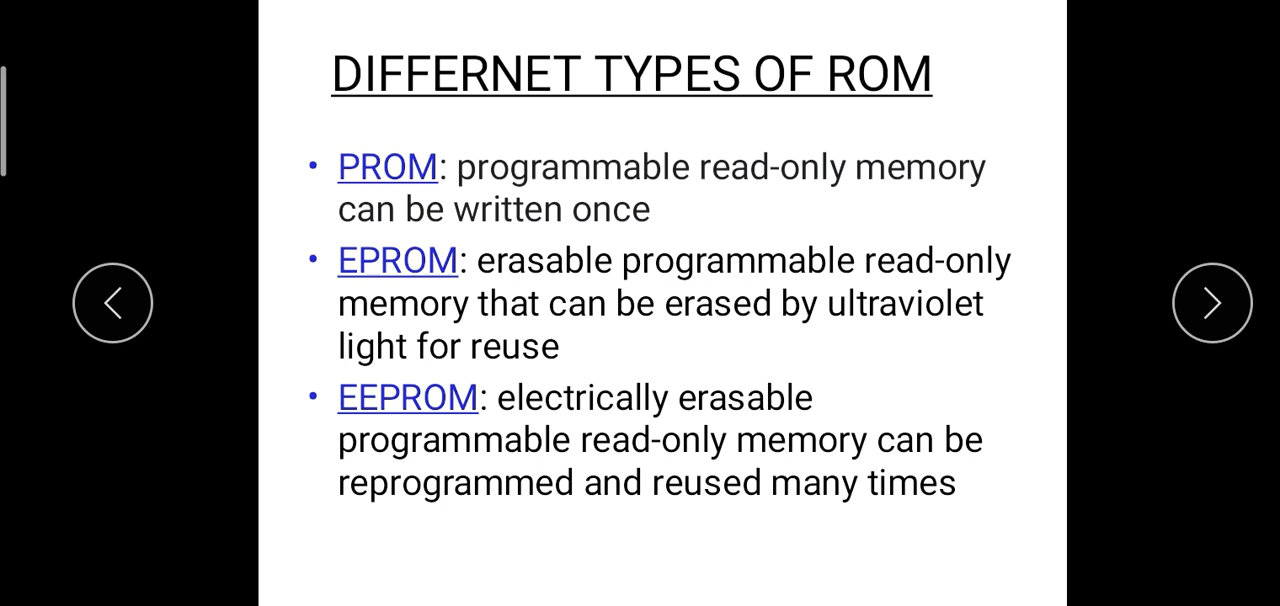 DIFFERNET TYPES OF ROM
• PROM: programmable read-only memory
can be written once
• EPROM: erasable programmable read-only
memory that can be erased by ultraviolet
light for reuse
• EEPROM: electrically erasable
programmable read-only memory can be
reprogrammed and reused many times